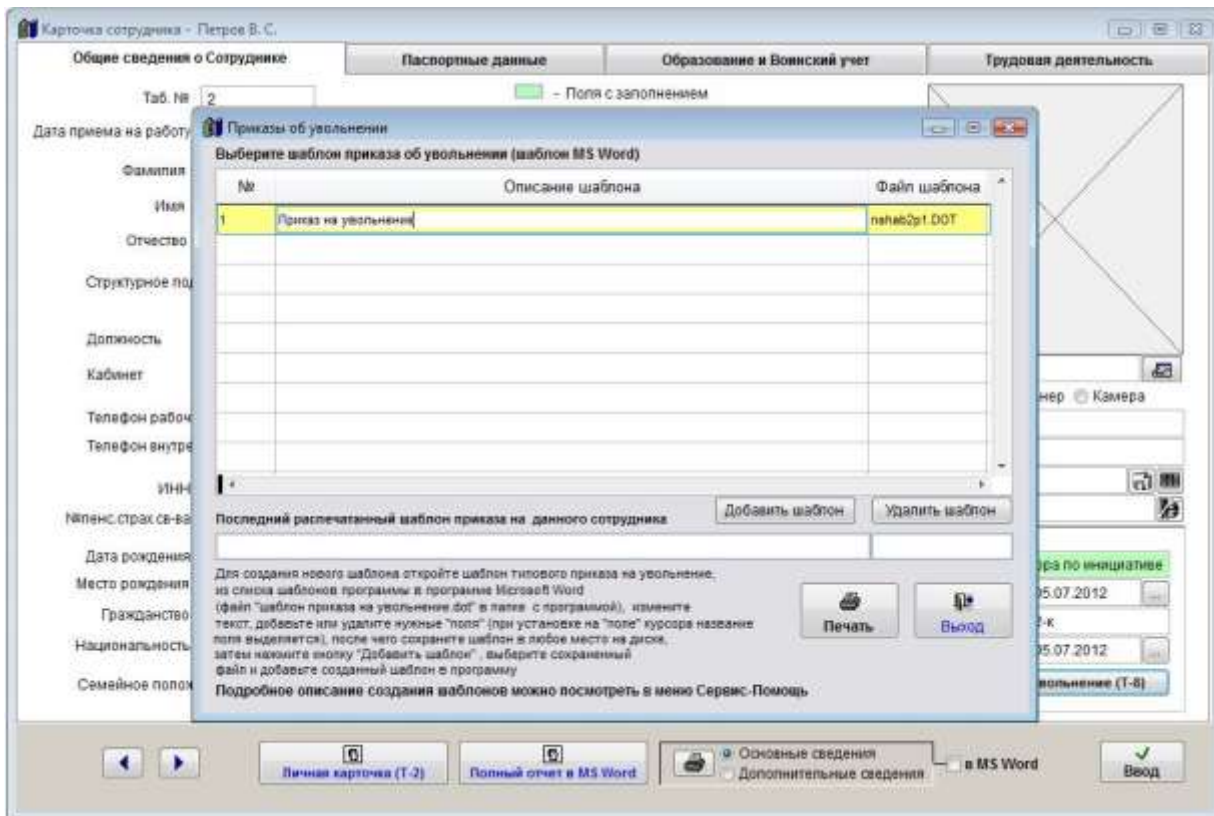 Карточка сотрудника - Петров В. С.
Общие сведения о Сотруднике
Паспортные данные
Образование и Воинский учет
Трудовая деятельность
Таб. № 2
- Поля с заполнением
Дата приема на работу
Фамилия
Имя
Отчество
Структурное под
Должность
Кабинет
Телефон рабоч
Телефон внутре
ИНН
№пенс.страх.св-ва
Дата рождения
Место рождения
Гражданство
Национальность
Семейное полож
Приказы об увольнении
Выберите шаблон приказа об увольнении (шаблон MS Word)
№ Описание шаблона Файл шаблона
1 Приказ на увольнение nshab2p1.DOT
Добавить шаблон
Удалить шаблон
Последний распечатанный шаблон приказа на данного сотрудника
Для создания нового шаблона откройте шаблон типового приказа на увольнение,
из списка шаблонов программы в программе Microsoft Word
(файл "шаблон приказа на увольнение.dot" в папке с программой), измените
текст, добавьте или удалите нужные "поля" (при установке на "поле" курсора название
поля выделяется), после чего сохраните шаблон в любое место на диске,
затем нажмите кнопку "Добавить шаблон" , выберите сохраненный
файл и добавьте созданный шаблон в программу
Подробное описание создания шаблонов можно посмотреть в меню Сервис-Помощь
Печать
Выход
нер Камера
ора по инициативе
05.07.2012
-к
05.07.2012
вольнение (Т-8)
Личная карточка (Т-2)
Полный отчет в MS Word
Основные сведения
Дополнительные сведения
в MS Word
Ввод